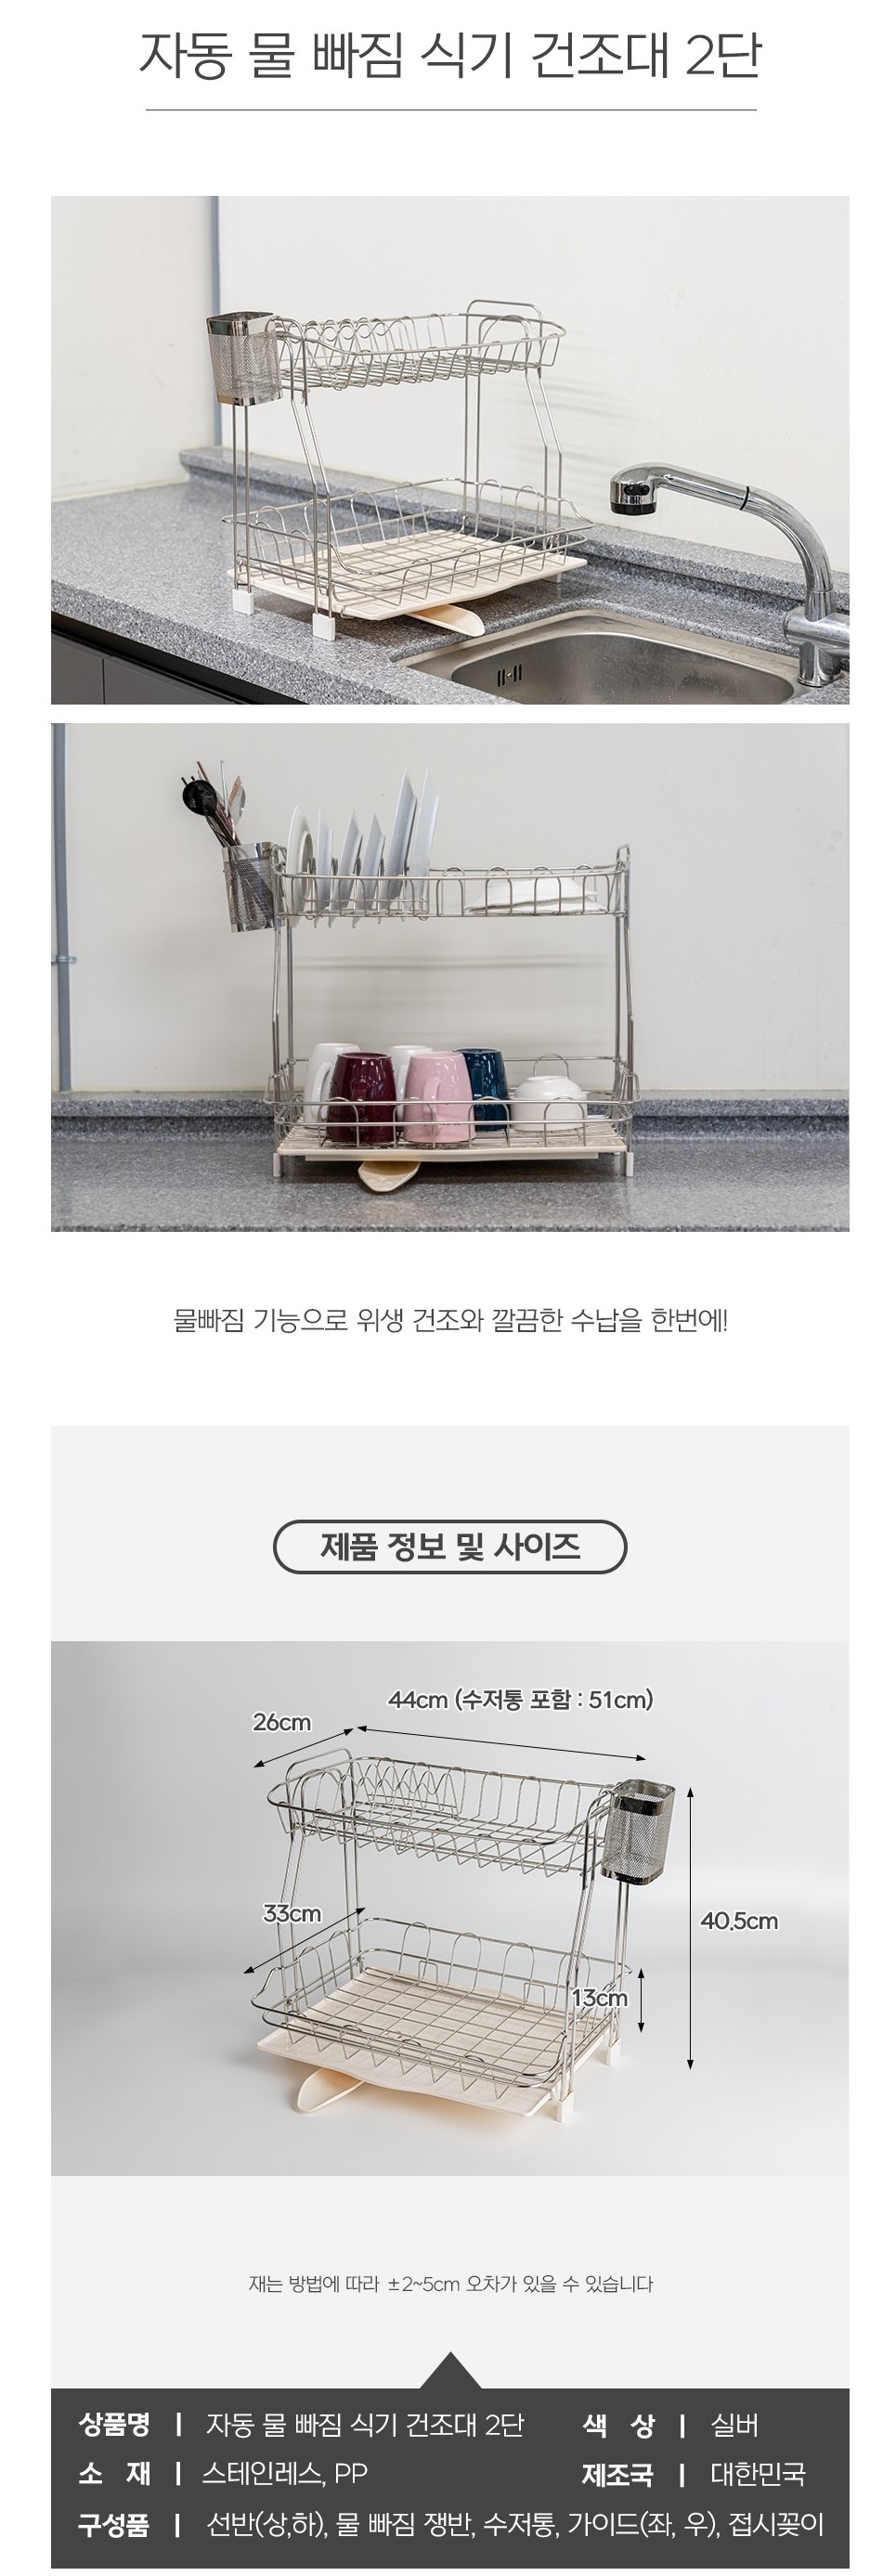 자동 물 빠짐 식기 건조대 2단
물빠짐 기능으로 위생 건조와 깔끔한 수납을 한번에!
제품 정보 및 사이즈
44cm (수저통 포함 : 51cm)
26cm
33cm
40.5cm
13cm
재는 방법에 따라 ±2~5cm 오차가 있을 수 있습니다
상품명 | 자동 물 빠짐 식기 건조대 2단 색 상 | 실버
소 재 | 스테인레스, PP 제조국 | 대한민국
구성품 | 선반(상,하), 물 빠짐 쟁반, 수저통, 가이드(좌, 우), 접시꽂이